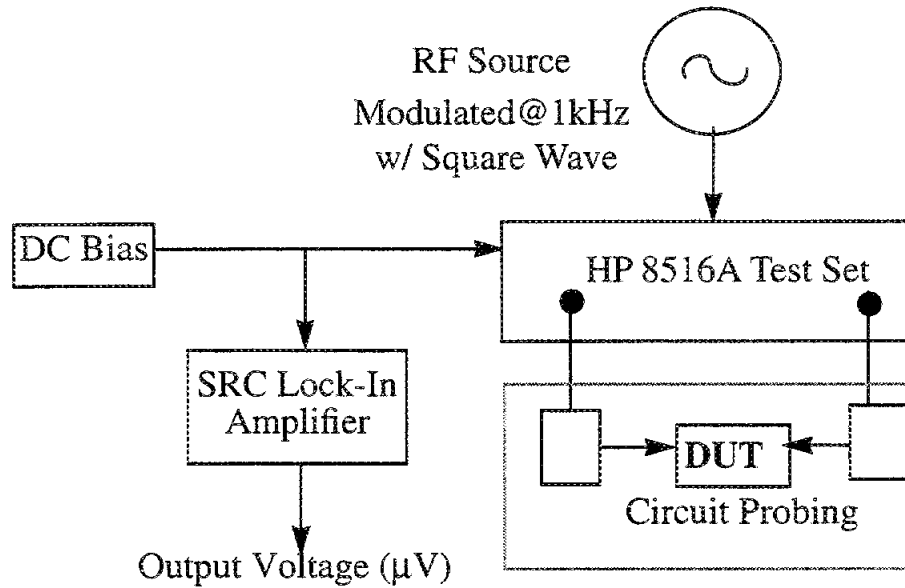 RF Source
Modulated@1kHz
w/ Square Wave
DC Bias
HP 8516A Test Set
SRC Lock-In
Amplifier
DUT
Circuit Probing
Output Voltage (µV)